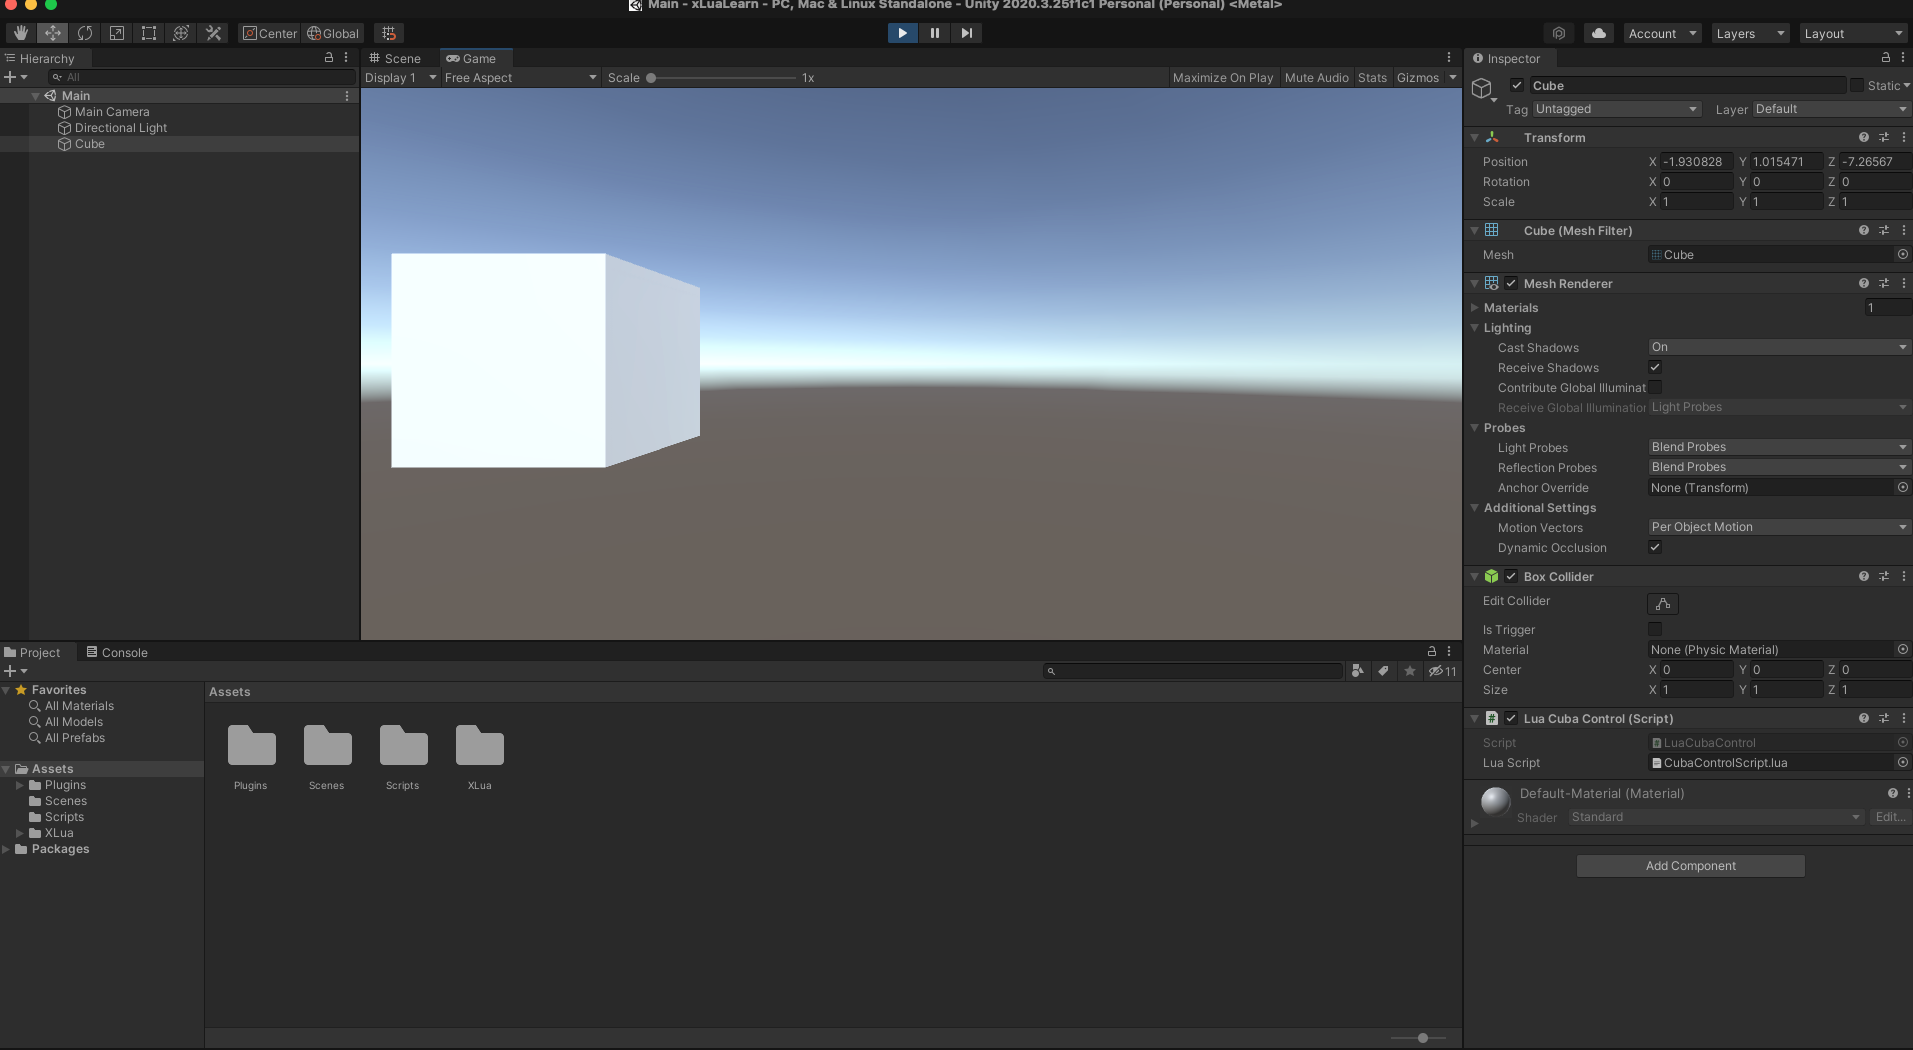 Main - xLuaLearn - PC, Mac & Linux Standalone - Unity 2020.3.25f1c1 Personal (Personal) <Metal>
Center Global
Account Layers Layout
Hierarchy
All
Main
Main Camera
Directional Light
Cube
Scene Game
Display 1 Free Aspect Scale 1x Maximize On Play Mute Audio Stats Gizmos
Inspector
Cube Static
Tag Untagged Layer Default
Transform
Position X -1.930828 Y 1.015471 Z -7.26567
Rotation X 0 Y 0 Z 0
Scale X 1 Y 1 Z 1
Cube (Mesh Filter)
Mesh Cube
Mesh Renderer
Materials 1
Lighting
Cast Shadows On
Receive Shadows
Contribute Global Illuminat
Receive Global Illumination Light Probes
Probes
Light Probes Blend Probes
Reflection Probes Blend Probes
Anchor Override None (Transform)
Additional Settings
Motion Vectors Per Object Motion
Dynamic Occlusion
Box Collider
Edit Collider
Is Trigger
Material None (Physic Material)
Center X 0 Y 0 Z 0
Size X 1 Y 1 Z 1
Lua Cuba Control (Script)
Script LuaCubaControl
Lua Script CubaControlScript.lua
Default-Material (Material)
Shader Standard Edit...
Add Component
Project Console
11
Favorites
All Materials
All Models
All Prefabs
Assets
Plugins
Scenes
Scripts
XLua
Packages
Assets
Plugins Scenes Scripts XLua